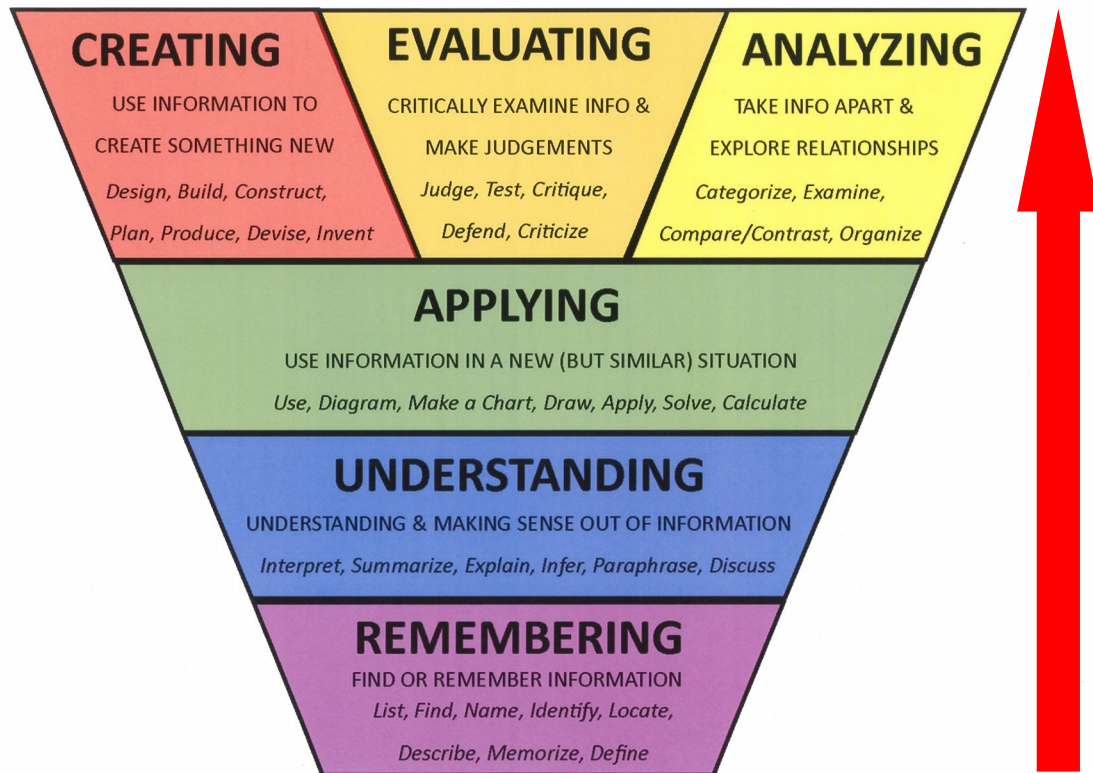 CREATING
USE INFORMATION TO
CREATE SOMETHING NEW
Design, Build, Construct,
Plan, Produce, Devise, Invent
EVALUATING
CRITICALLY EXAMINE INFO &
MAKE JUDGEMENTS
Judge, Test, Critique,
Defend, Criticize
ANALYZING
TAKE INFO APART &
EXPLORE RELATIONSHIPS
Categorize, Examine,
Compare/Contrast, Organize
APPLYING
USE INFORMATION IN A NEW (BUT SIMILAR) SITUATION
Use, Diagram, Make a Chart, Draw, Apply, Solve, Calculate
UNDERSTANDING
UNDERSTANDING & MAKING SENSE OUT OF INFORMATION
Interpret, Summarize, Explain, Infer, Paraphrase, Discuss
REMEMBERING
FIND OR REMEMBER INFORMATION
List, Find, Name, Identify, Locate,
Describe, Memorize, Define